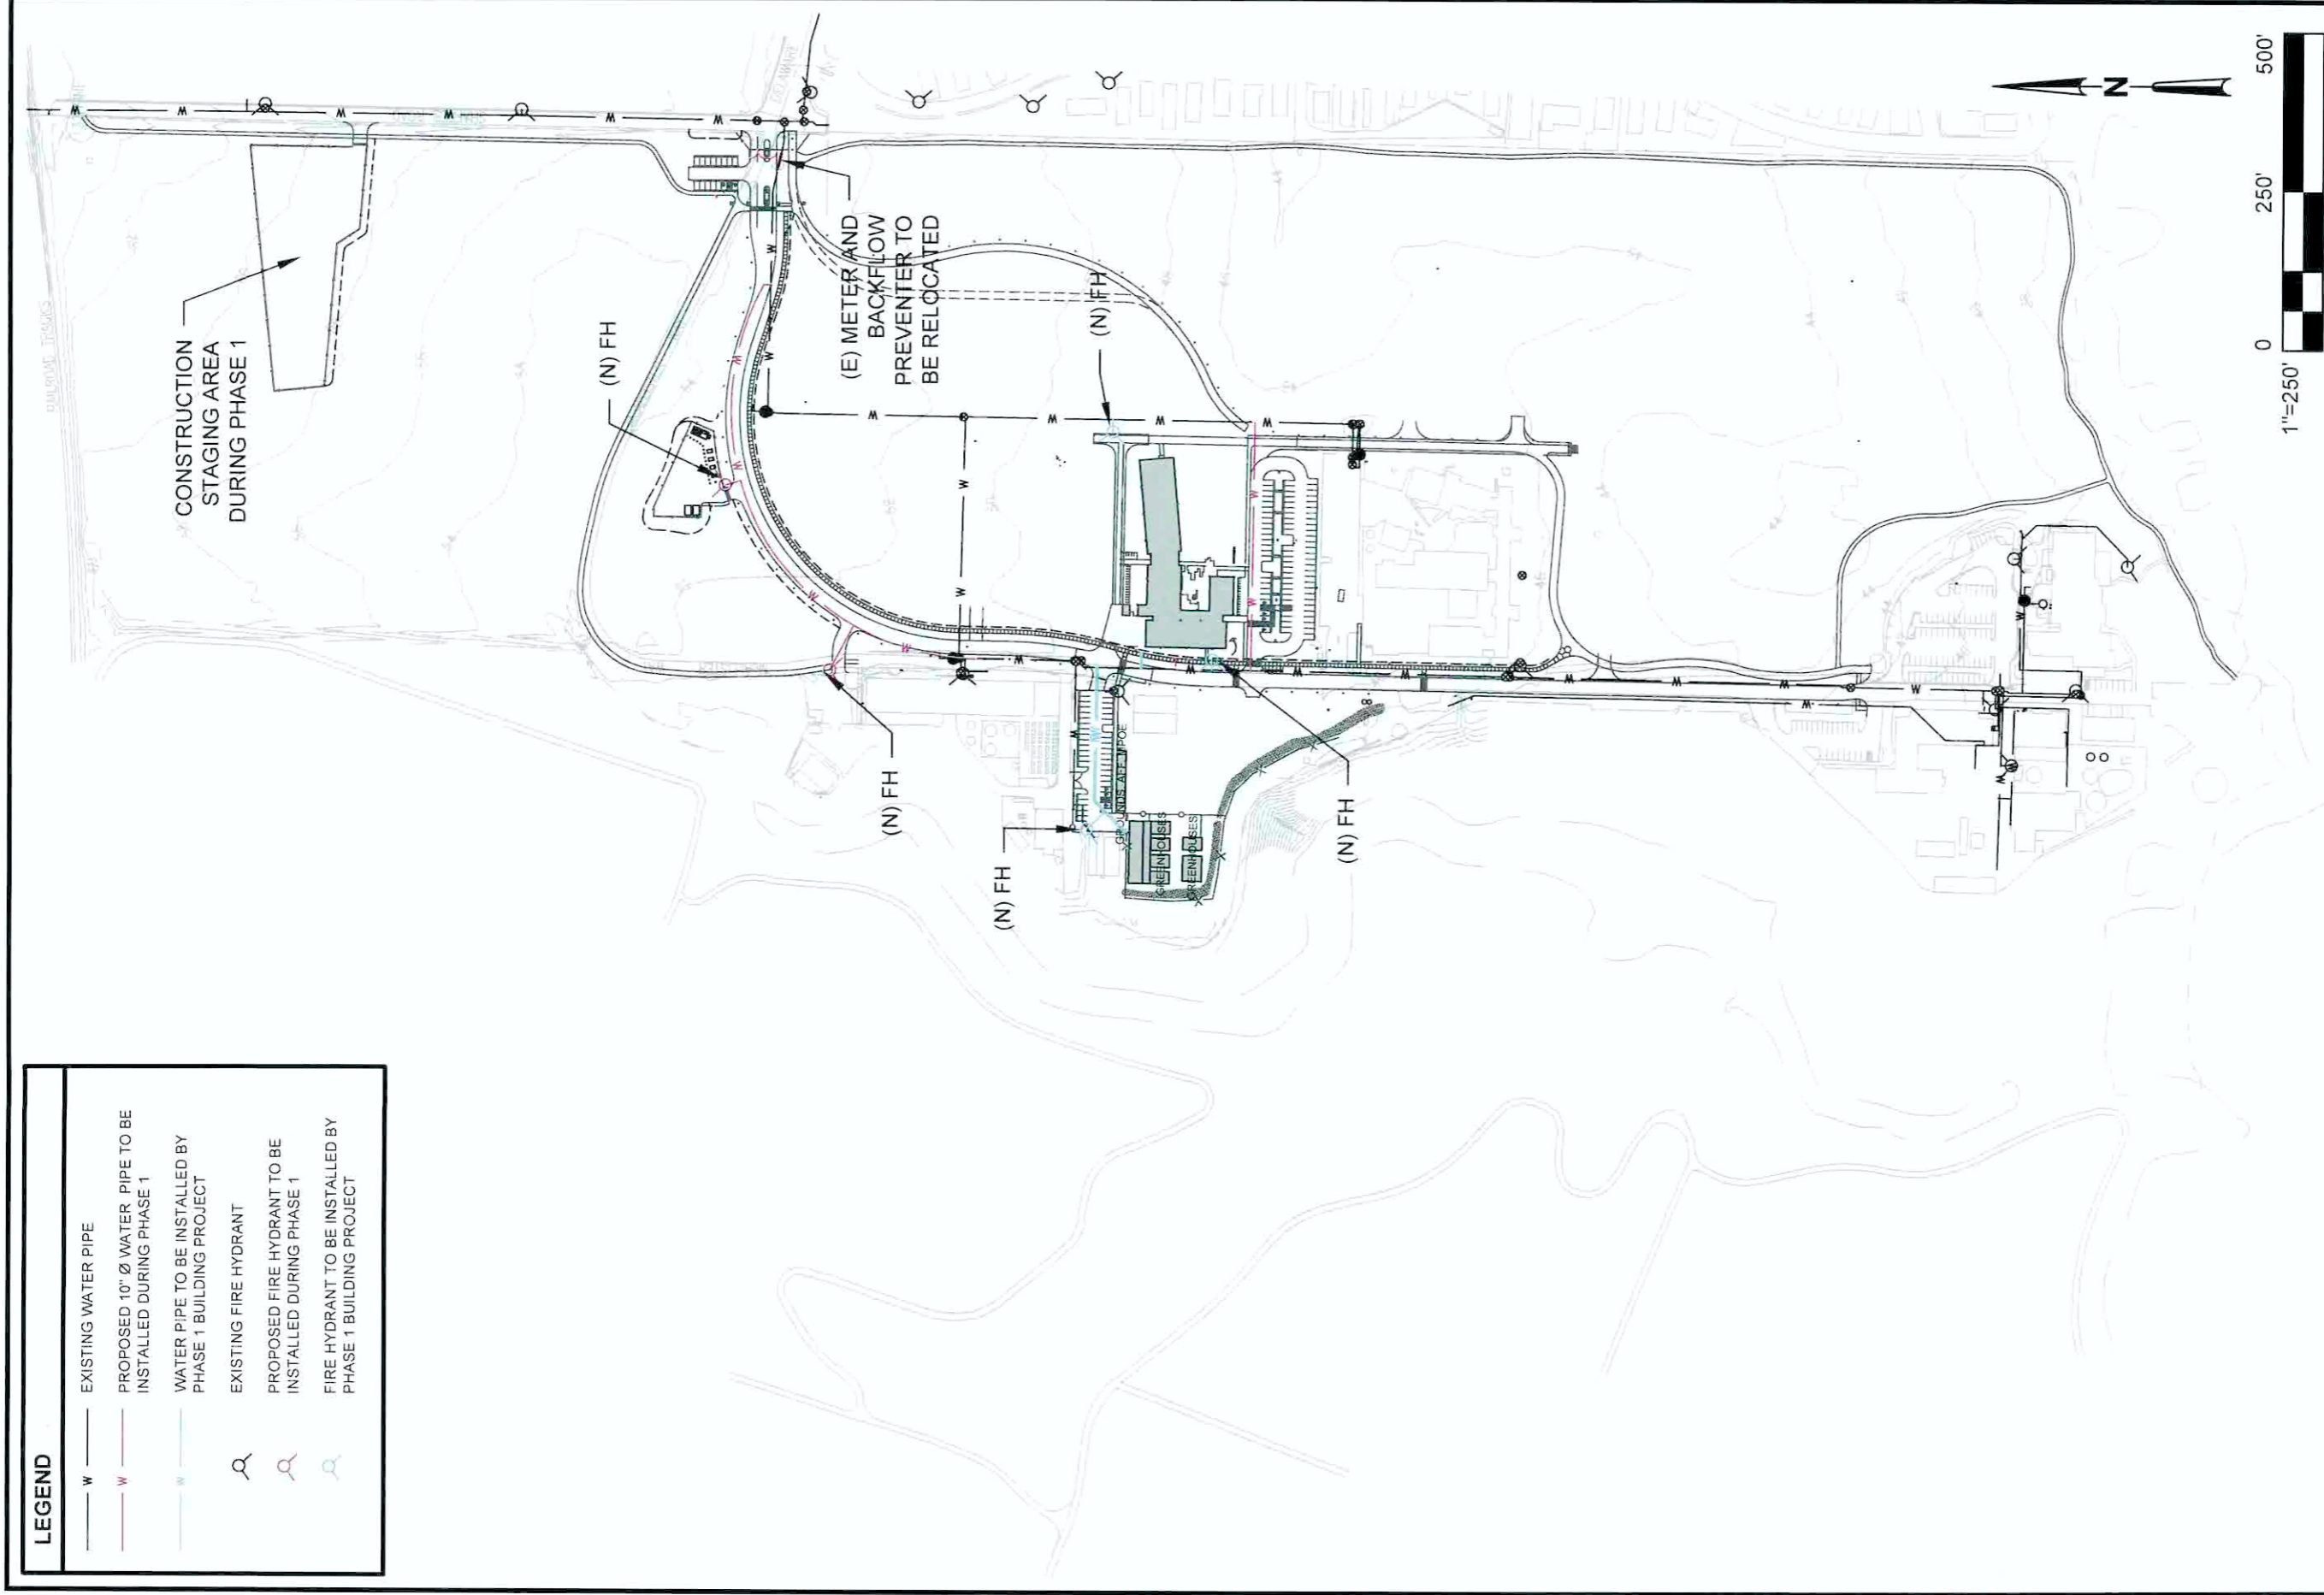 LEGEND
W
EXISTING WATER PIPE
W
PROPOSED 10" Ø WATER PIPE TO BE
INSTALLED DURING PHASE 1
W
WATER PIPE TO BE INSTALLED BY
PHASE 1 BUILDING PROJECT
EXISTING FIRE HYDRANT
PROPOSED FIRE HYDRANT TO BE
INSTALLED DURING PHASE 1
FIRE HYDRANT TO BE INSTALLED BY
PHASE 1 BUILDING PROJECT
RAILROAD TRACKS
CONSTRUCTION
STAGING AREA
DURING PHASE 1
(N) FH
DELAWARE
(E) METER AND
BACKFLOW
PREVENTER TO
BE RELOCATED
(N) FH
(N) FH
(N) FH
(N) FH
GREENHOUSES
GREENHOUSES
N
0
250'
500'
1"=250'